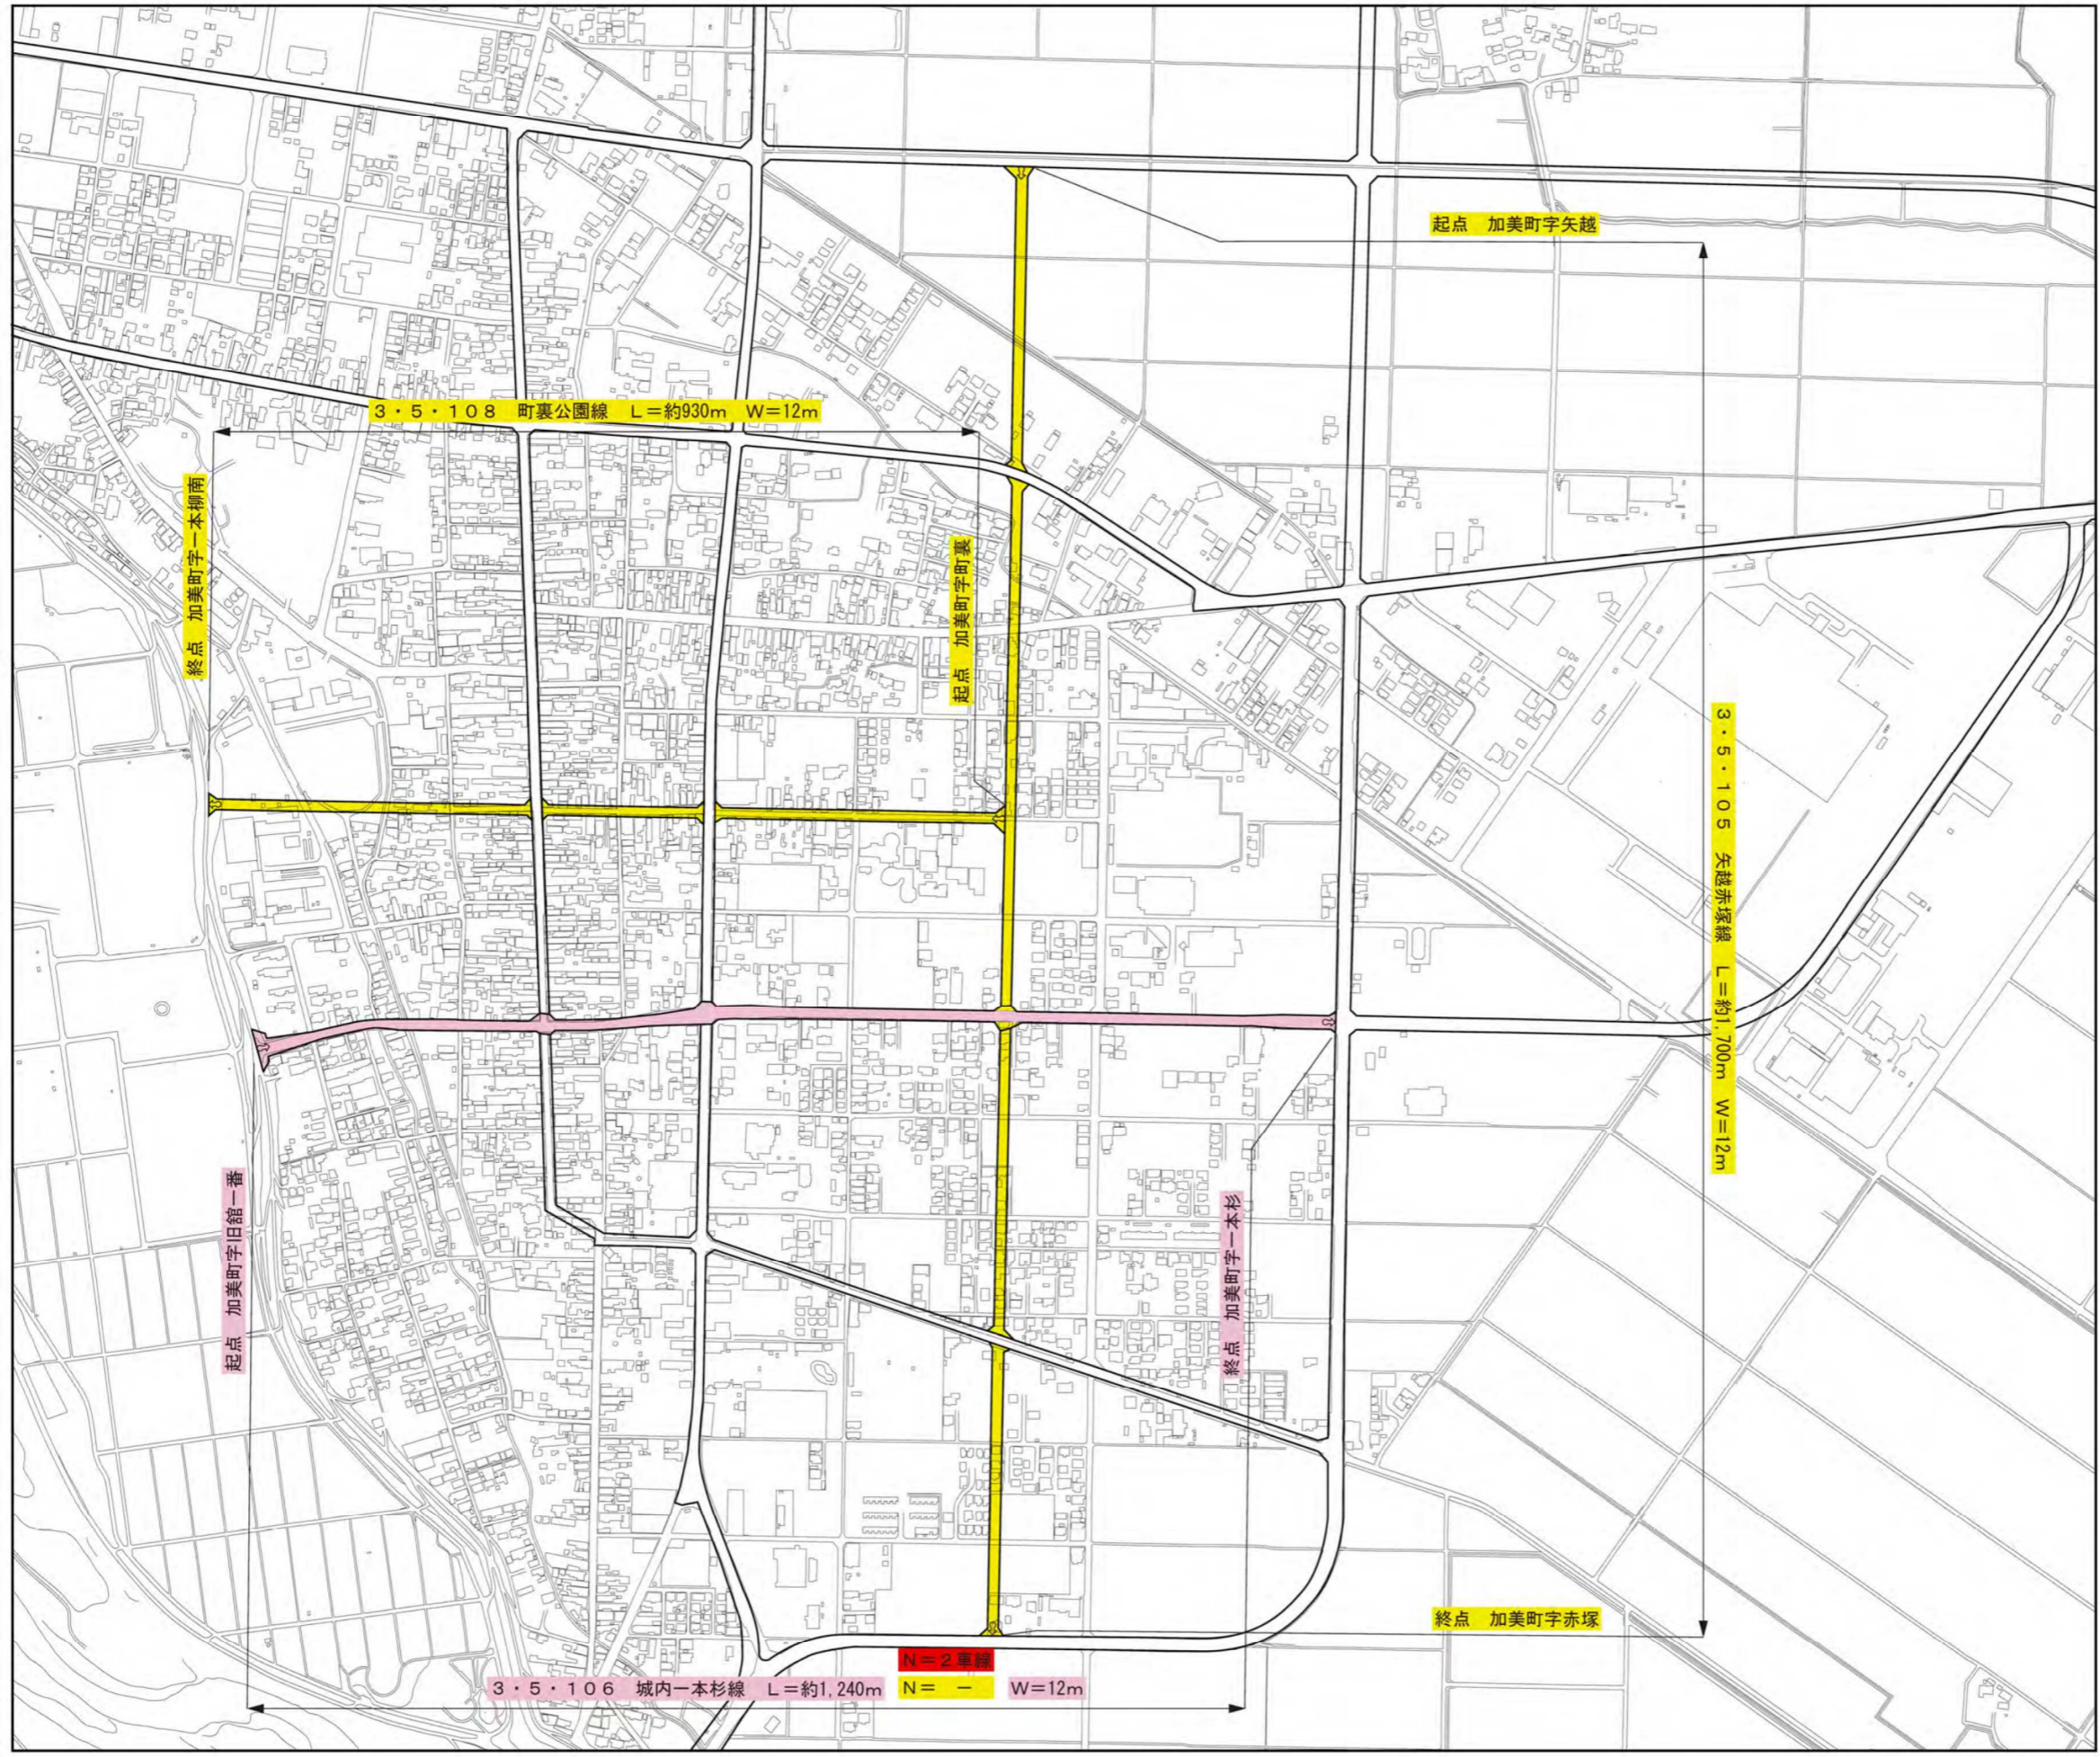 起点　加美町字矢越
3・5・108　町裏公園線　L＝約930m　W＝12m
終点　加美町字一本柳南
起点　加美町字町裏
3・5・105　矢越赤塚線　L＝約1,700m　W＝12m
起点　加美町字旧舘一番
終点　加美町字一本杉
終点　加美町字赤塚
N＝2車線
3・5・106　城内一本杉線　L＝約1,240m　N＝　－　W＝12m